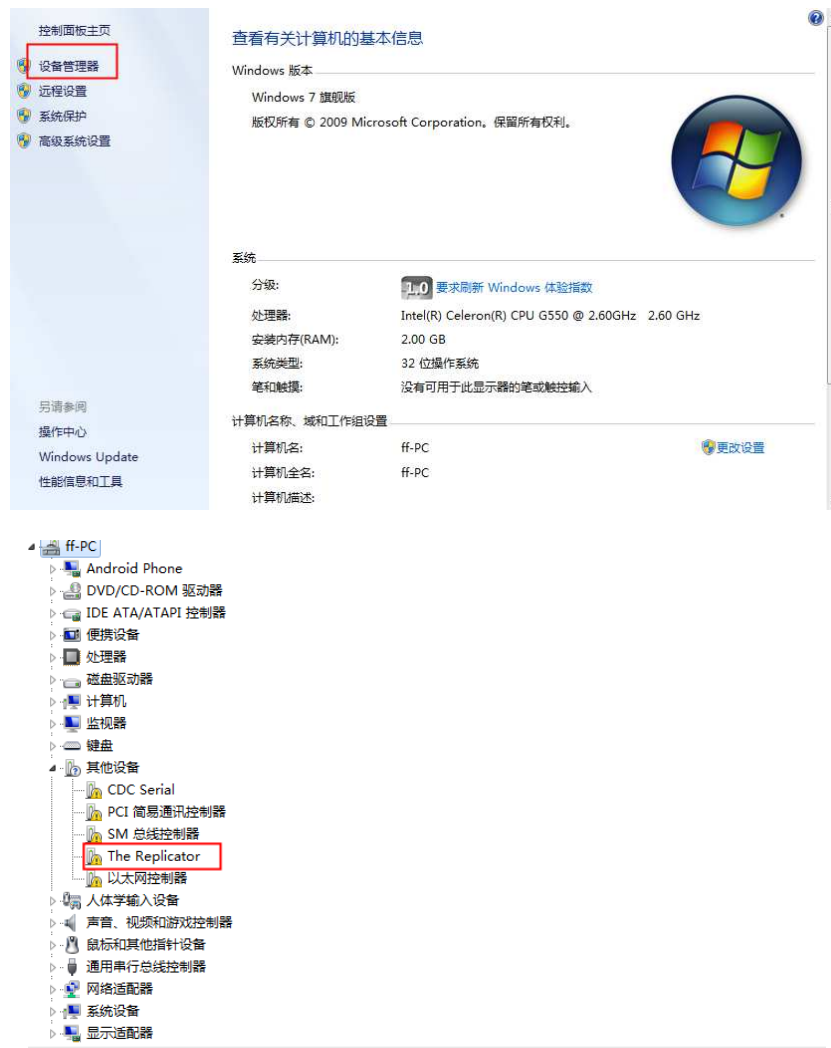 控制面板主页
设备管理器
远程设置
系统保护
高级系统设置
另请参阅
操作中心
Windows Update
性能信息和工具
查看有关计算机的基本信息
Windows 版本
Windows 7 旗舰版
版权所有 © 2009 Microsoft Corporation。保留所有权利。
系统
分级: 1.0 要求刷新 Windows 体验指数
处理器: Intel(R) Celeron(R) CPU G550 @ 2.60GHz 2.60 GHz
安装内存(RAM): 2.00 GB
系统类型: 32 位操作系统
笔和触摸: 没有可用于此显示器的笔或触控输入
计算机名称、域和工作组设置
计算机名: ff-PC 更改设置
计算机全名: ff-PC
计算机描述:
ff-PC
Android Phone
DVD/CD-ROM 驱动器
IDE ATA/ATAPI 控制器
便携设备
处理器
磁盘驱动器
计算机
监视器
键盘
其他设备
CDC Serial
PCI 简易通讯控制器
SM 总线控制器
The Replicator
以太网控制器
人体学输入设备
声音、视频和游戏控制器
鼠标和其他指针设备
通用串行总线控制器
网络适配器
系统设备
显示适配器